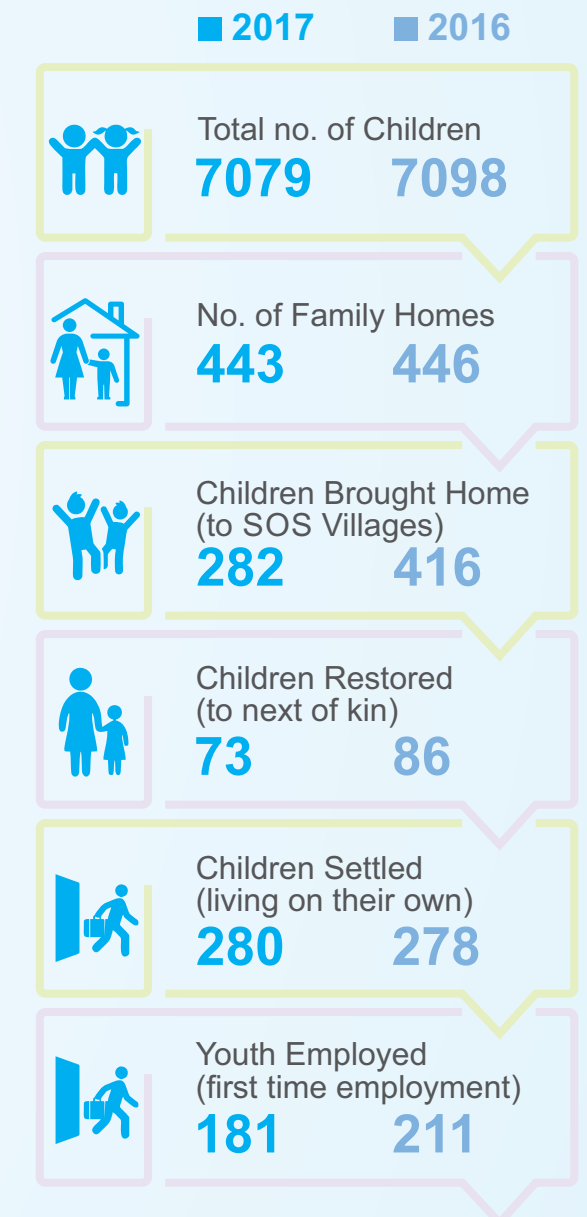 2017 2016
Total no. of Children
7079 7098
No. of Family Homes
443 446
Children Brought Home
(to SOS Villages)
282 416
Children Restored
(to next of kin)
73 86
Children Settled
(living on their own)
280 278
Youth Employed
(first time employment)
181 211